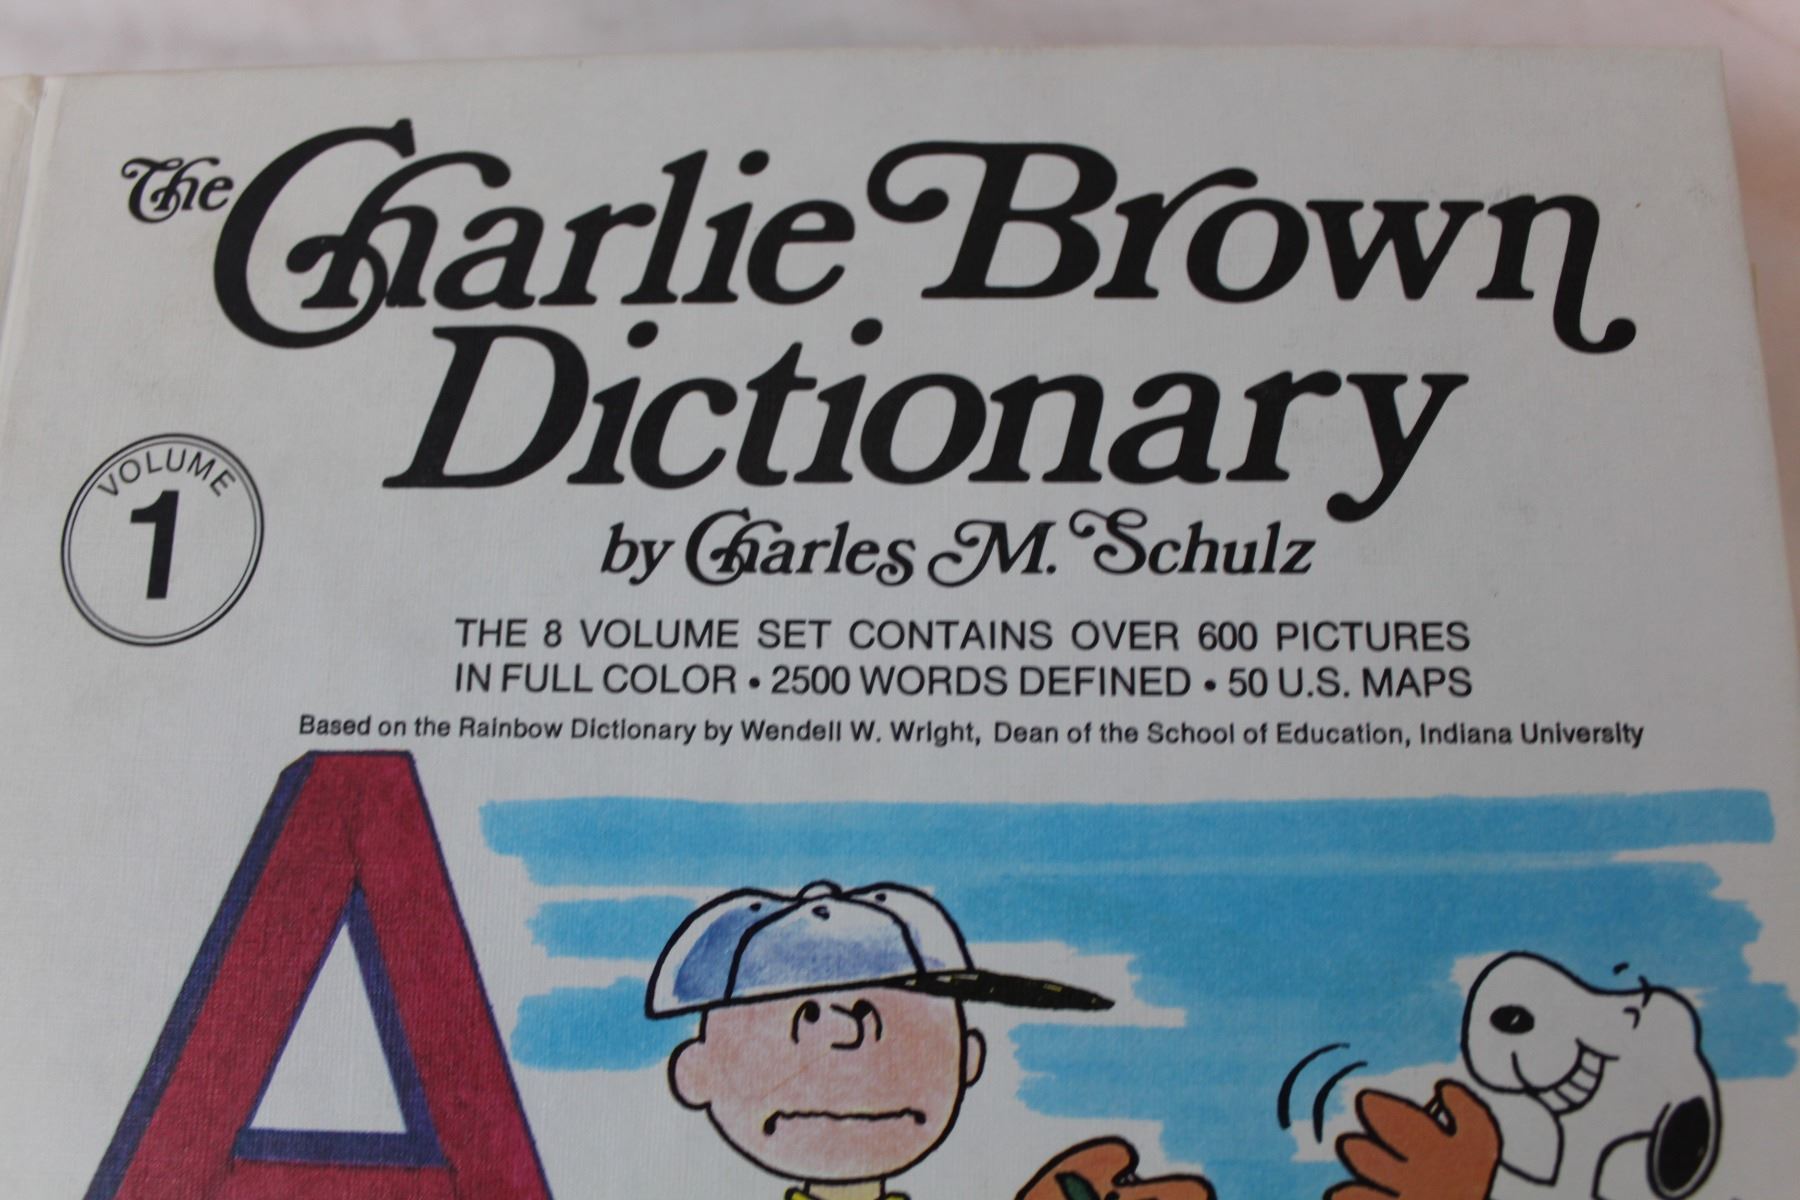 The Charlie Brown
Dictionary
VOLUME
1
by Charles M. Schulz
THE 8 VOLUME SET CONTAINS OVER 600 PICTURES
IN FULL COLOR • 2500 WORDS DEFINED • 50 U.S. MAPS
Based on the Rainbow Dictionary by Wendell W. Wright, Dean of the School of Education, Indiana University
A